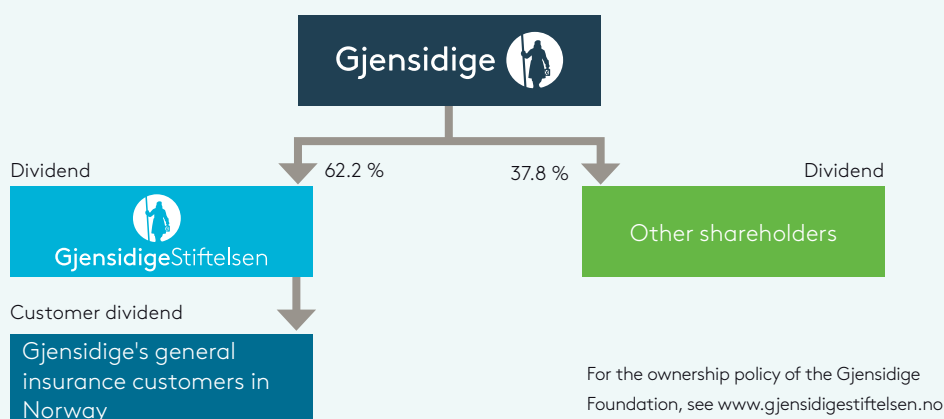 Gjensidige
Dividend
62.2 %
37.8 %
Dividend
GjensidigeStiftelsen
Other shareholders
Customer dividend
Gjensidige's general
insurance customers in
Norway
For the ownership policy of the Gjensidige
Foundation, see www.gjensidigestiftelsen.no